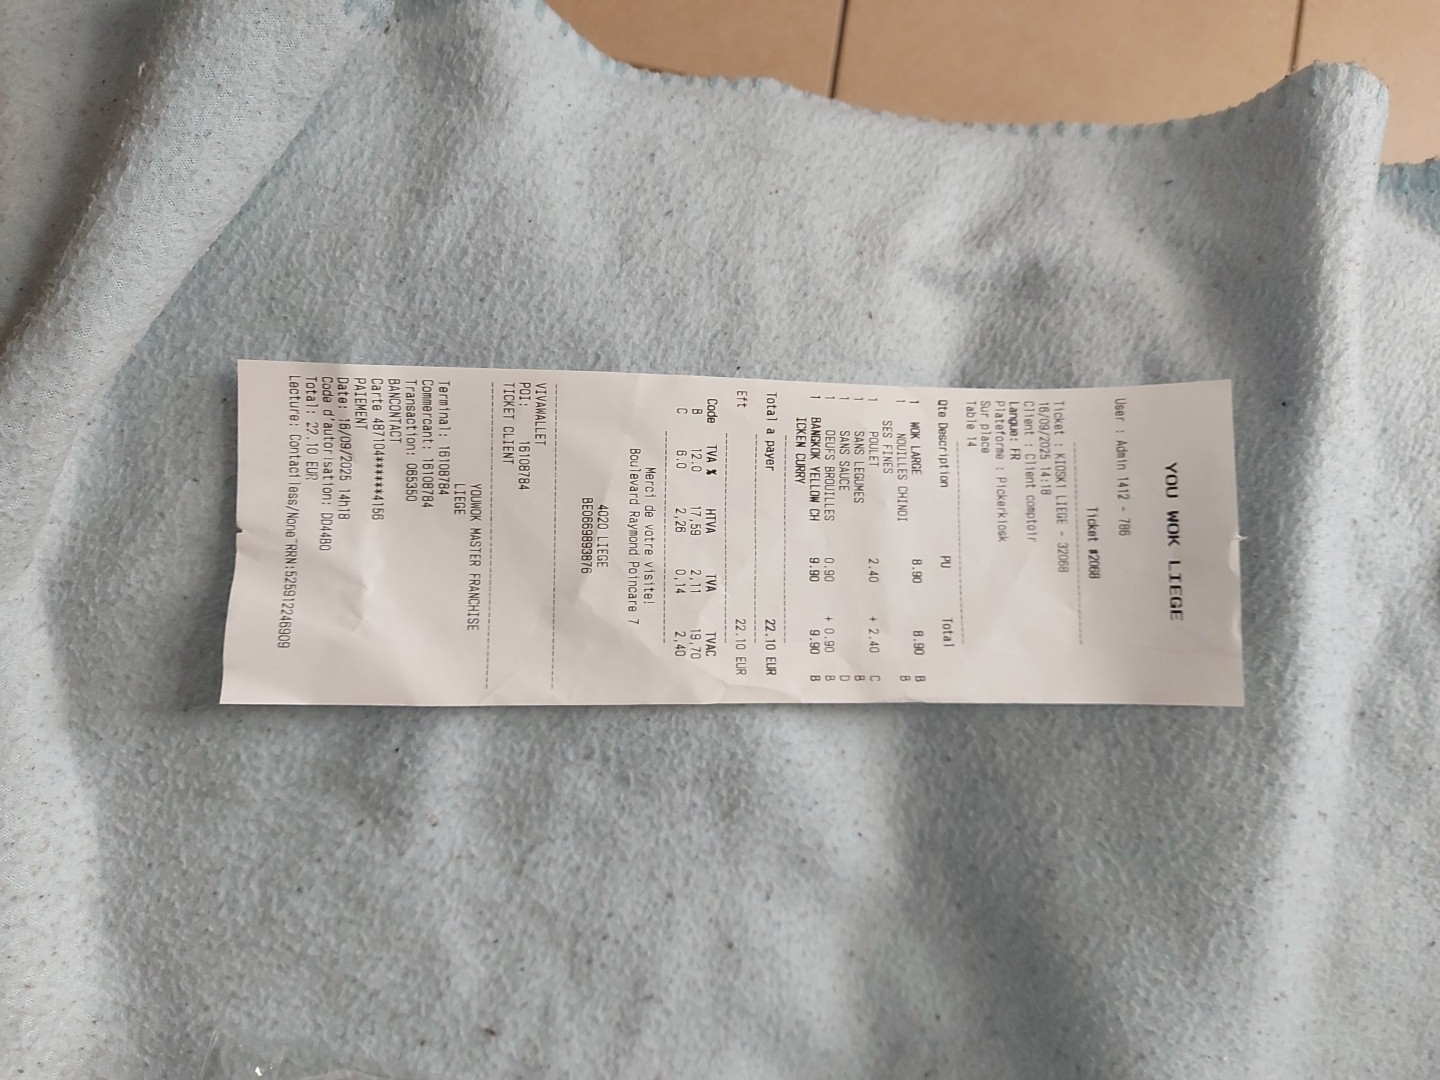 YOU WOK LIEGE
User : Admin 1412 - 786
Ticket #2068
Ticket : KIOSK1 LIEGE - 32068
16/09/2025 14:18
Client : Client comptoir
Langue: FR
Plateforme : Pickerkiosk
Sur place
Table 14
Qte Description PU Total
1 WOK LARGE 8.90 8.90 B
1 NOUILLES CHINOI B
SES FINES
1 POULET 2.40 + 2.40 C
1 SANS LEGUMES B
1 SANS SAUCE D
1 OEUFS BROUILLES 0.90 + 0.90 B
1 BANGKOK YELLOW CH 9.90 9.90 B
ICKEN CURRY
Total a payer 22.10 EUR
Eft 22.10 EUR
Code TVA % HTVA TVA TVAC
B 12.0 17,59 2,11 19,70
C 6.0 2,26 0,14 2,40
Merci de votre visite!
Boulevard Raymond Poincare 7
4020 LIEGE
BE0669893876
VIVAWALLET
POI: 16108784
TICKET CLIENT
YOUWOK MASTER FRANCHISE
LIEGE
Terminal: 16108784
Commercant: 16108784
Transaction: 065350
BANCONTACT
Carte 487104******4156
PAIEMENT
Date: 16/09/2025 14h18
Code d'autorisation: DD44B0
Total: 22.10 EUR
Lecture: Contactless/None RRN:525912246909